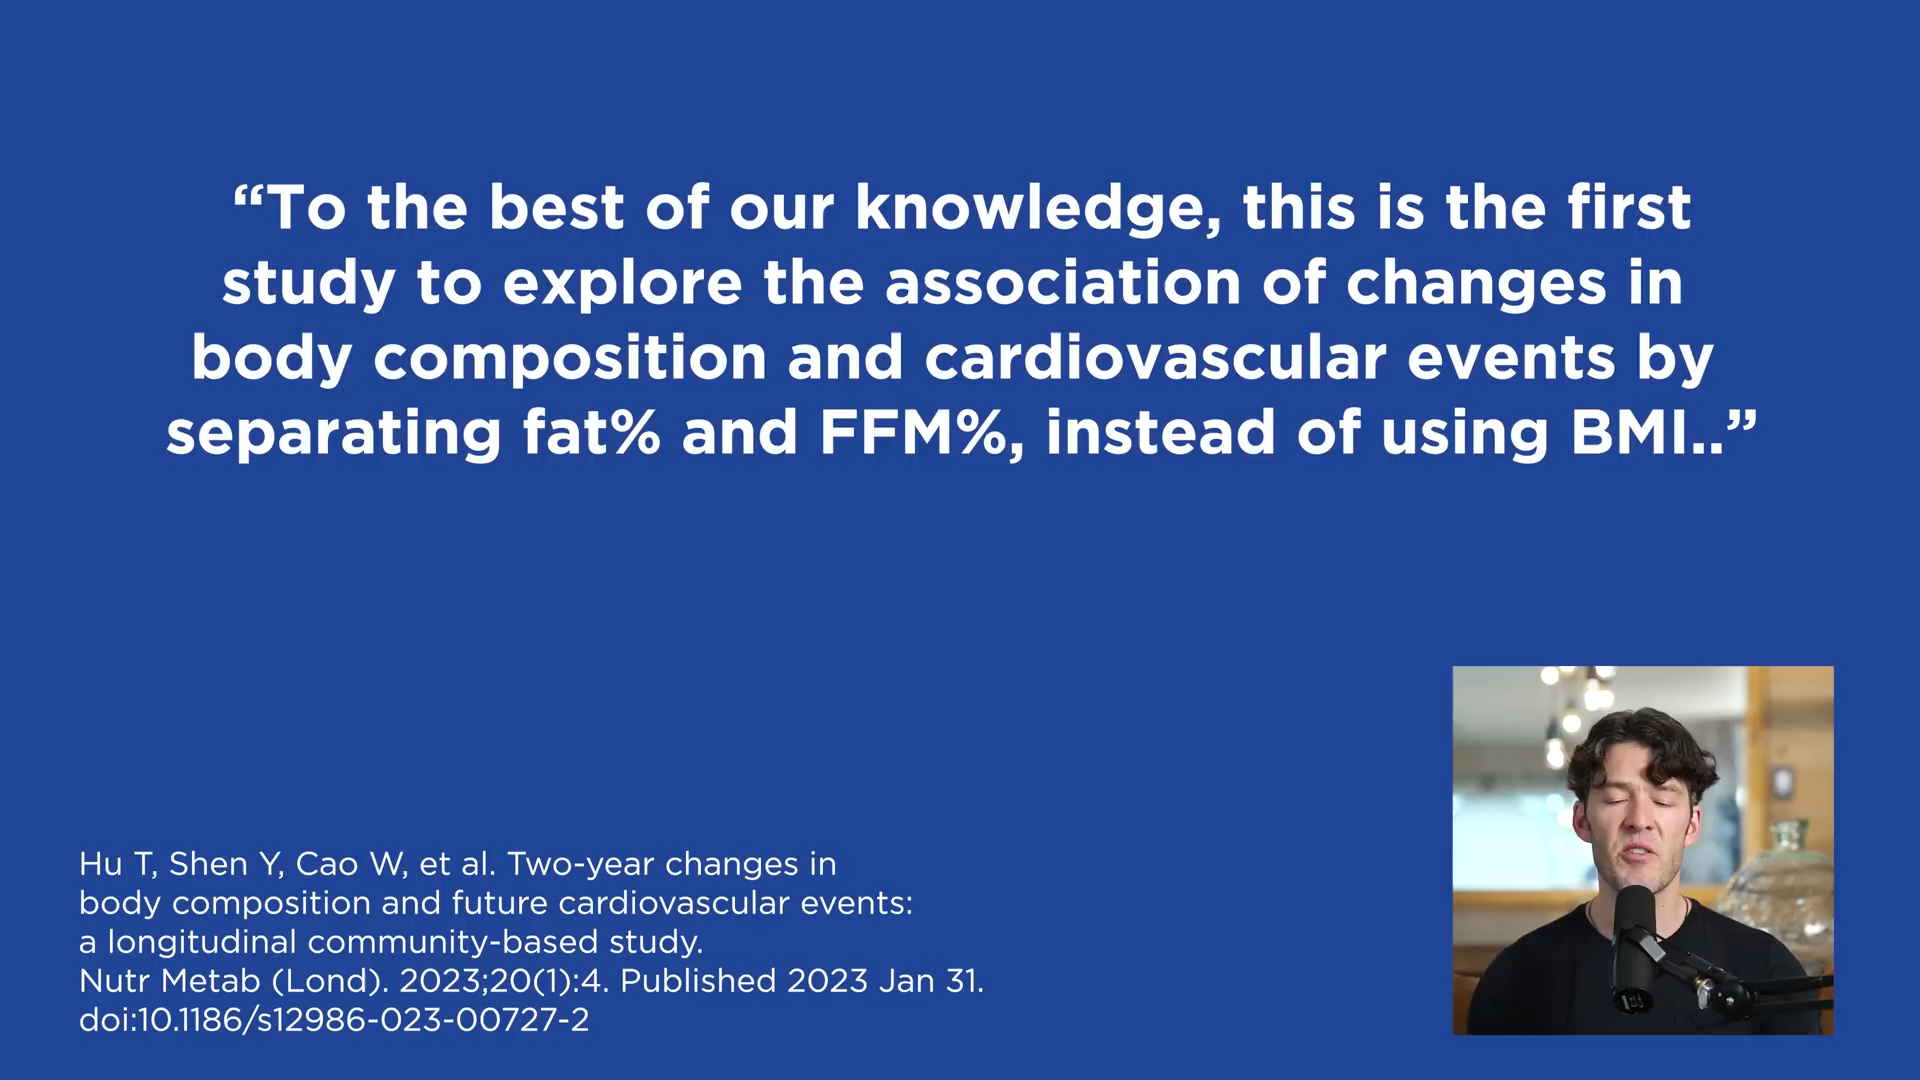 “To the best of our knowledge, this is the first
study to explore the association of changes in
body composition and cardiovascular events by
separating fat% and FFM%, instead of using BMI..”
Hu T, Shen Y, Cao W, et al. Two-year changes in
body composition and future cardiovascular events:
a longitudinal community-based study.
Nutr Metab (Lond). 2023;20(1):4. Published 2023 Jan 31.
doi:10.1186/s12986-023-00727-2